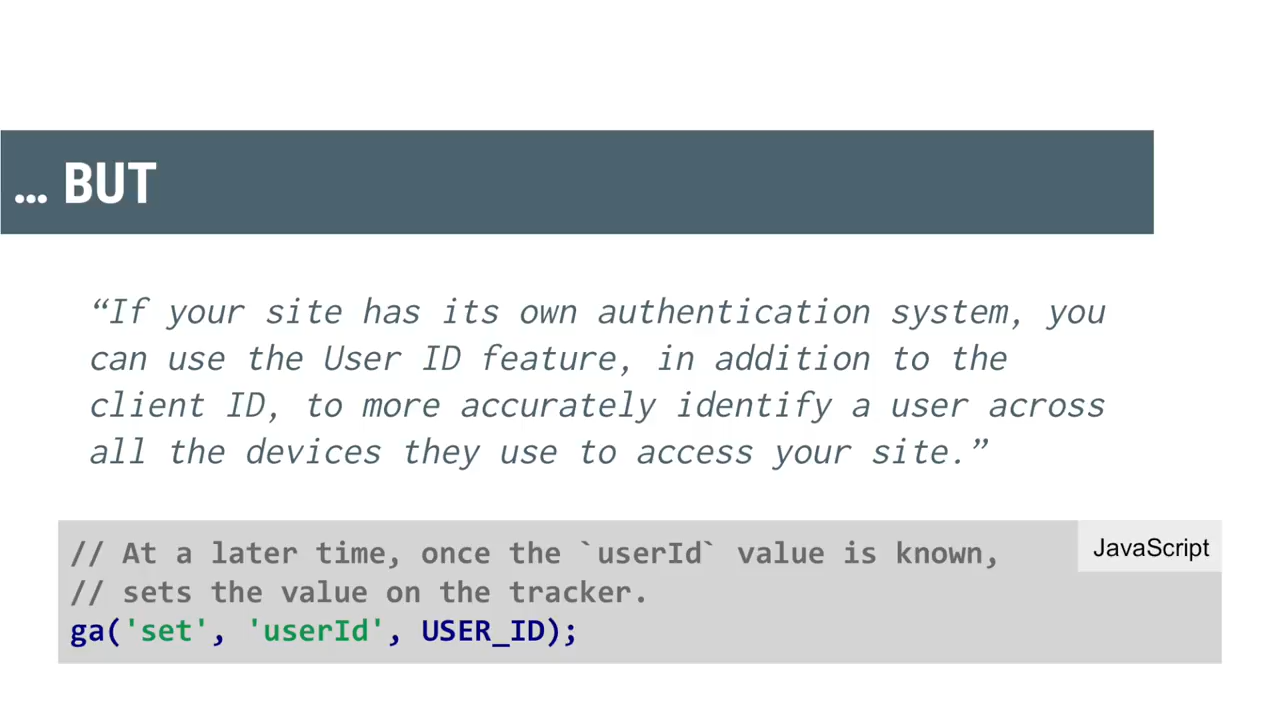 … BUT
“If your site has its own authentication system, you
can use the User ID feature, in addition to the
client ID, to more accurately identify a user across
all the devices they use to access your site.”
JavaScript
// At a later time, once the `userId` value is known,
// sets the value on the tracker.
ga('set', 'userId', USER_ID);